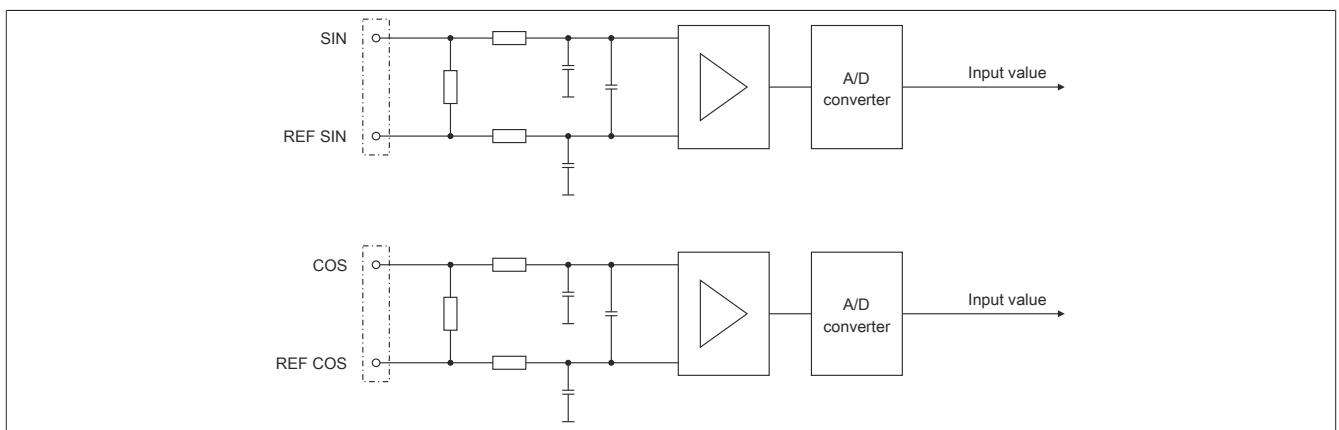 SIN
REF SIN
A/D
converter
Input value
COS
REF COS
A/D
converter
Input value